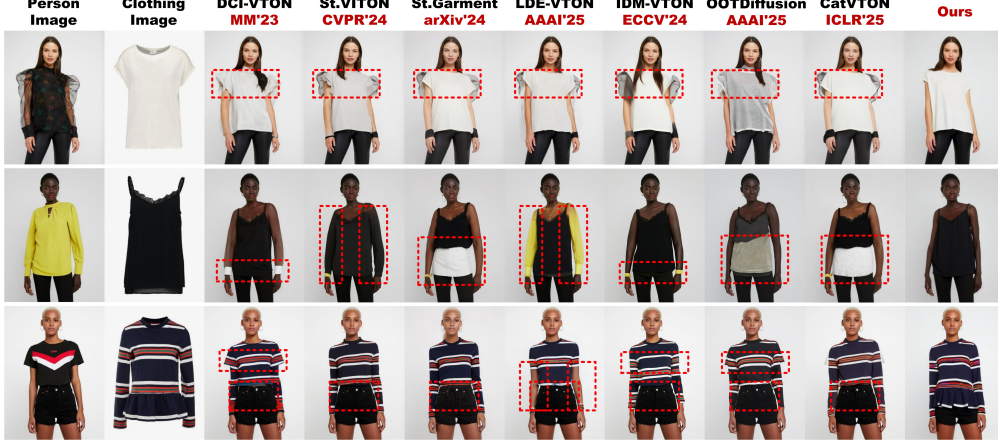 Person Clothing DCI-VTON St.VITON St.Garment LDE-VTON IDM-VTON OOTDiffusion CatVTON
Image Image MM'23 CVPR'24 arXiv'24 AAAI'25 ECCV'24 AAAI'25 ICLR'25 Ours